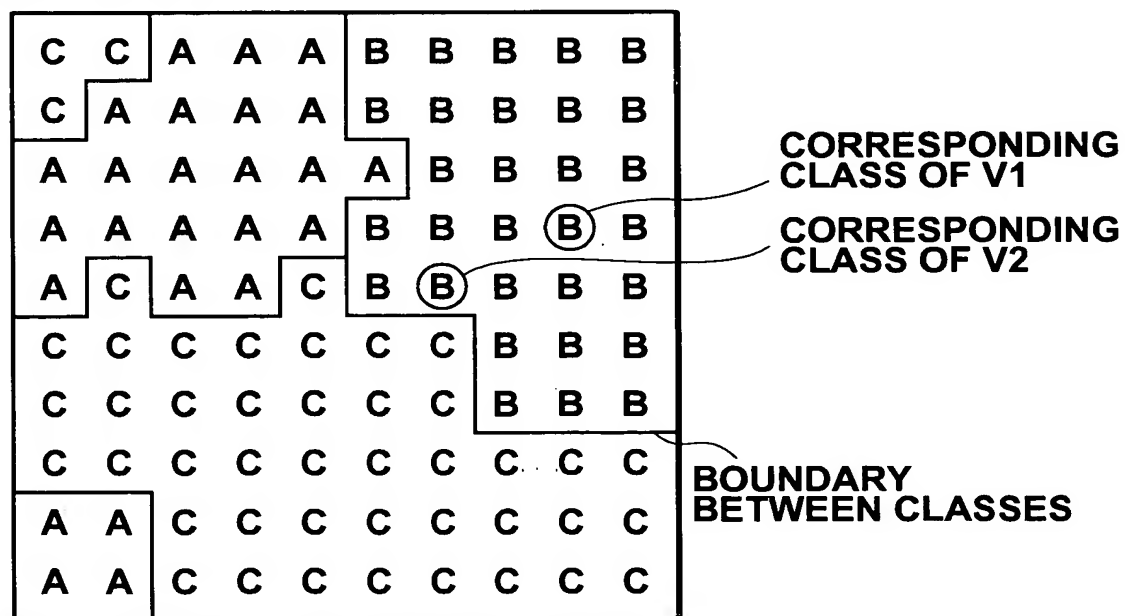 C C A A A B B B B B
C A A A A B B B B B
A A A A A A B B B B
A A A A A B B B B B
A C A A C B B B B B
C C C C C C C B B B
C C C C C C C B B B
C C C C C C C C C C
A A C C C C C C C C
A A C C C C C C C C
CORRESPONDING
CLASS OF V1
CORRESPONDING
CLASS OF V2
BOUNDARY
BETWEEN CLASSES